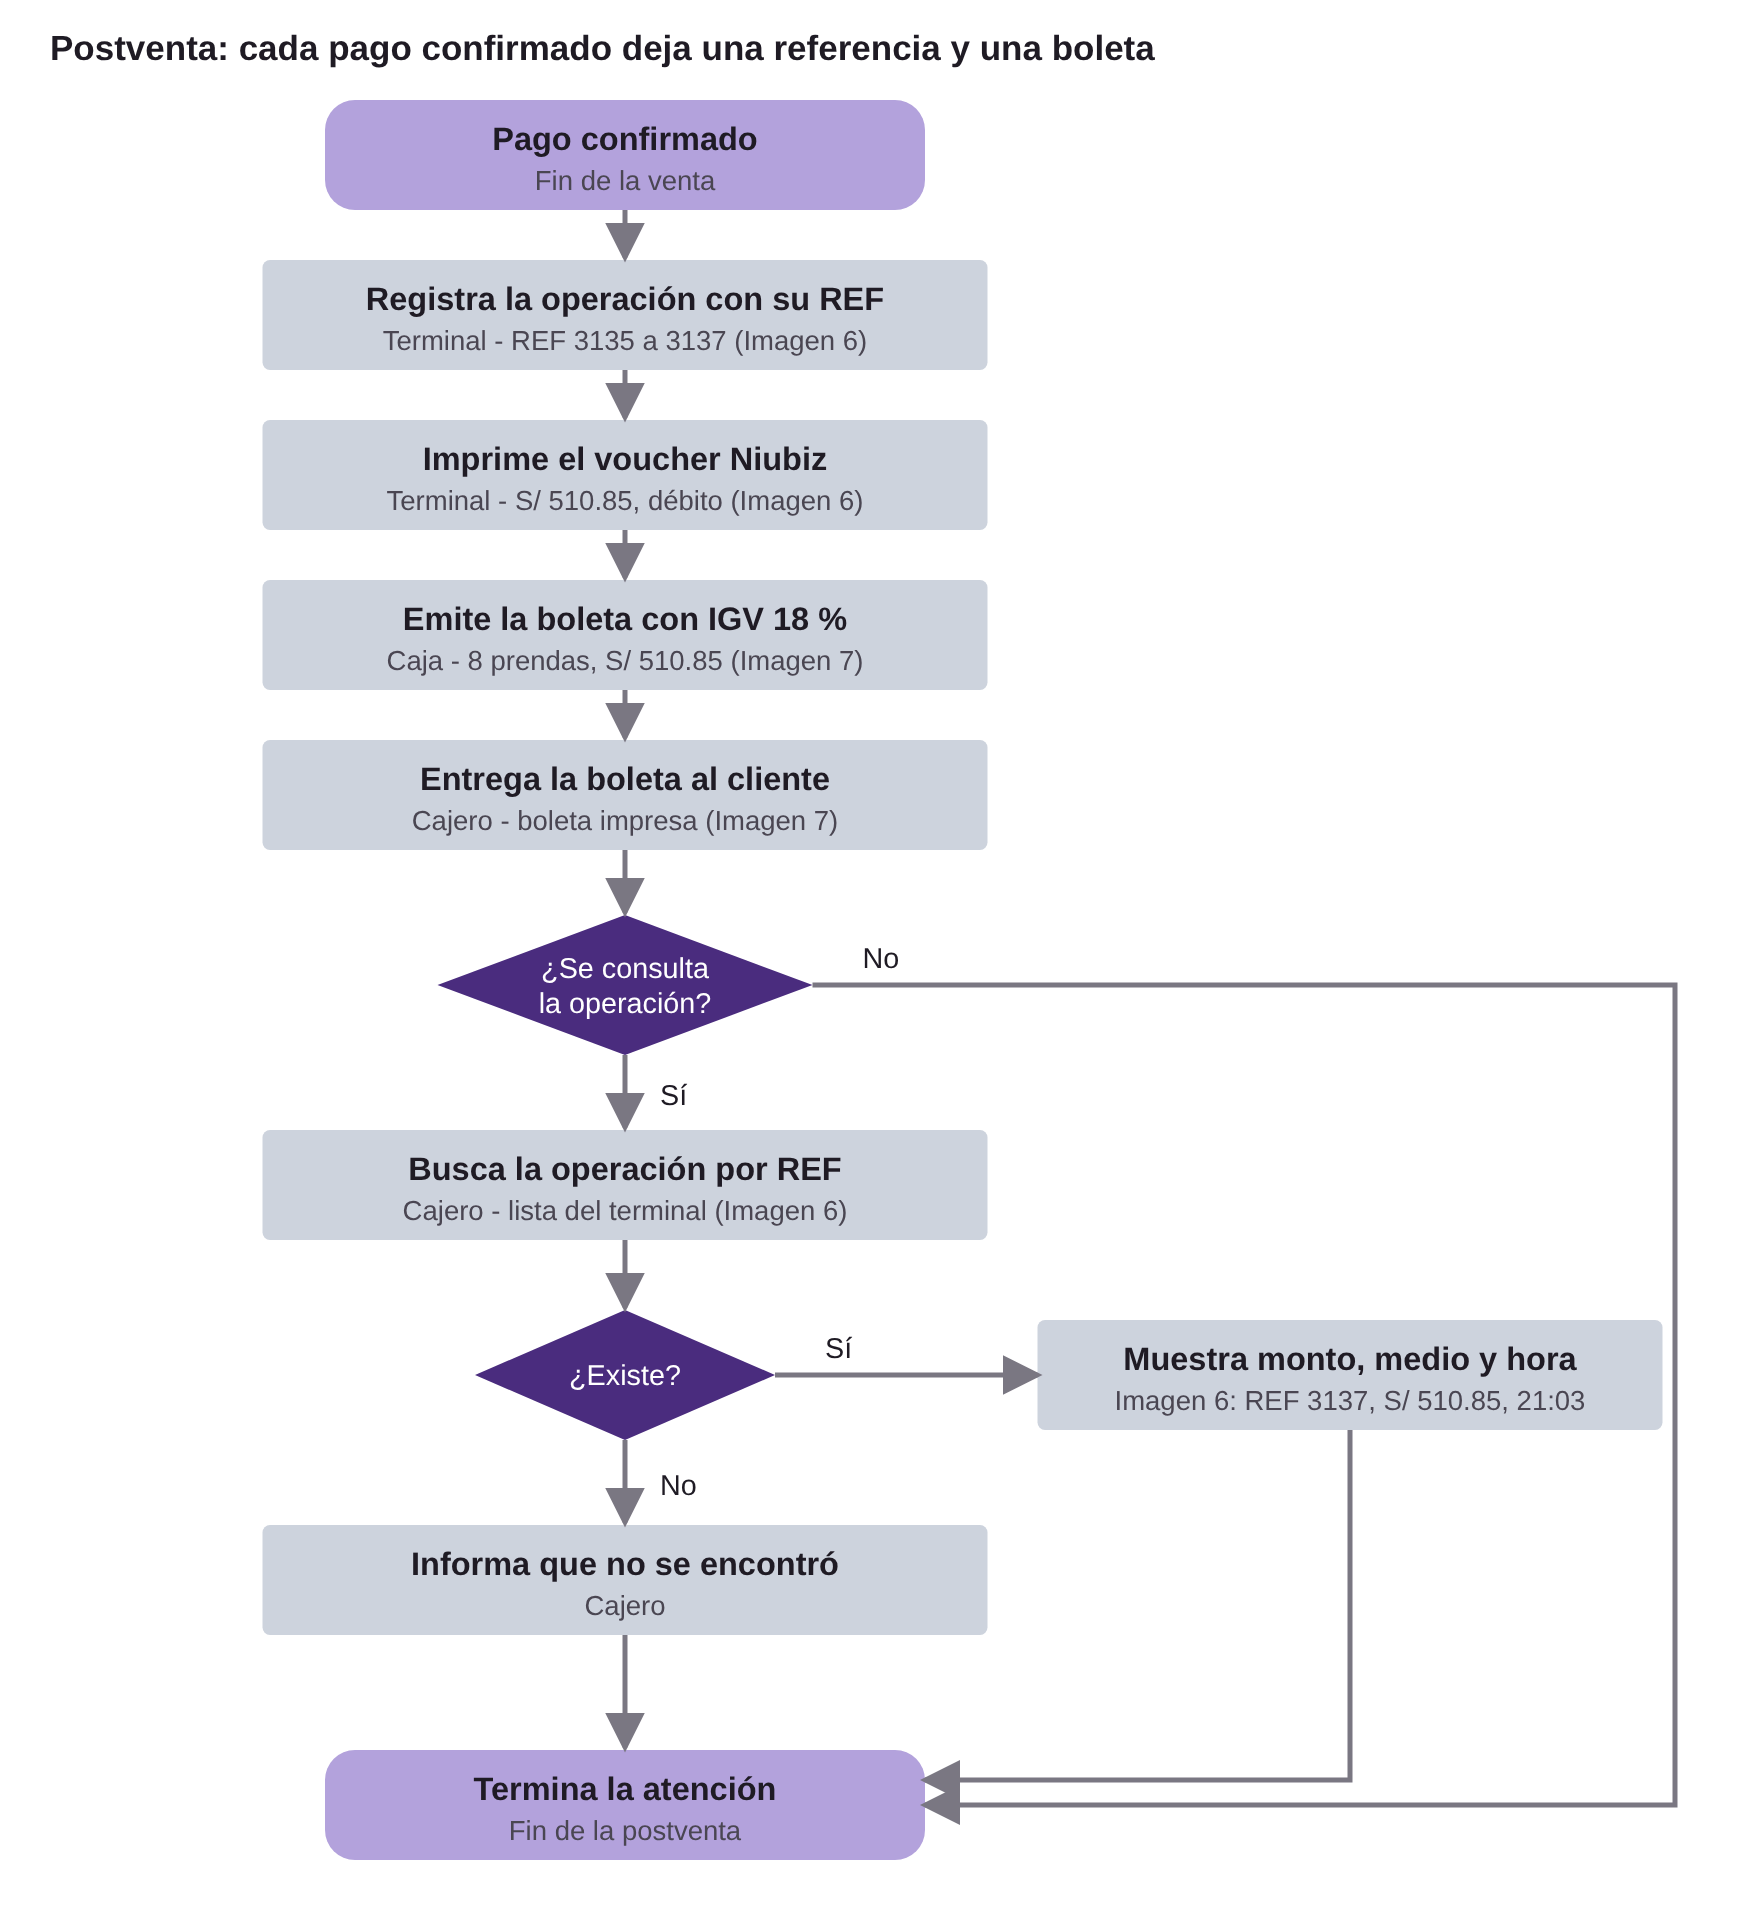 Postventa: cada pago confirmado deja una referencia y una boleta
Pago confirmado
Fin de la venta
Registra la operación con su REF
Terminal - REF 3135 a 3137 (Imagen 6)
Imprime el voucher Niubiz
Terminal - S/ 510.85, débito (Imagen 6)
Emite la boleta con IGV 18 %
Caja - 8 prendas, S/ 510.85 (Imagen 7)
Entrega la boleta al cliente
Cajero - boleta impresa (Imagen 7)
¿Se consulta
la operación?
No
Sí
Busca la operación por REF
Cajero - lista del terminal (Imagen 6)
¿Existe?
Sí
Muestra monto, medio y hora
Imagen 6: REF 3137, S/ 510.85, 21:03
No
Informa que no se encontró
Cajero
Termina la atención
Fin de la postventa